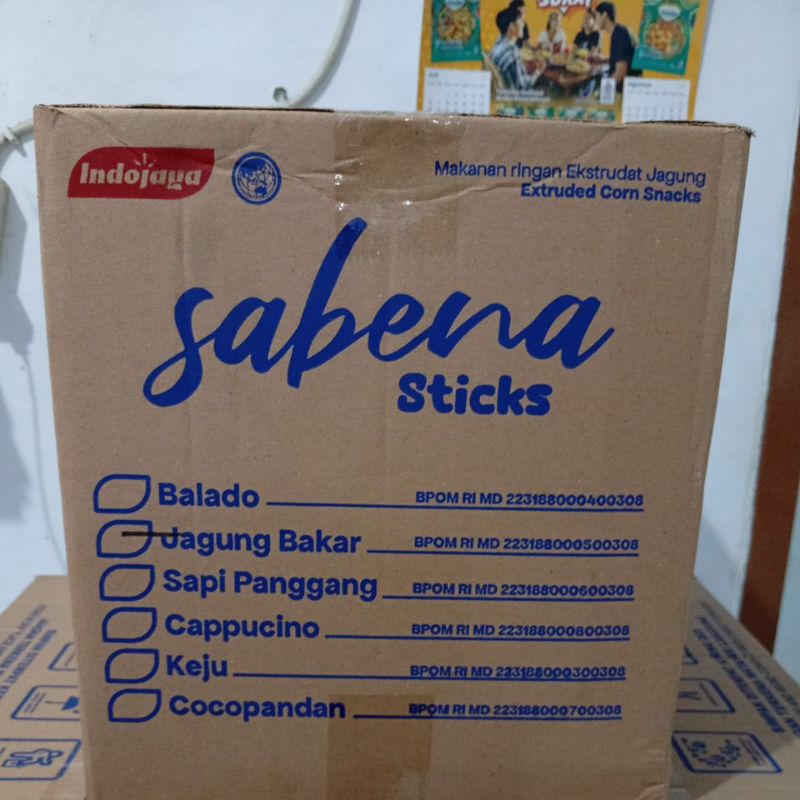 Indojaya
Makanan ringan Ekstrudat Jagung
Extruded Corn Snacks
sabena
Sticks
Balado BPOM RI MD 223188000400308
Jagung Bakar BPOM RI MD 223188000500308
Sapi Panggang BPOM RI MD 223188000600308
Cappucino BPOM RI MD 223188000800308
Keju BPOM RI MD 223188000300308
Cocopandan BPOM RI MD 223188000700308